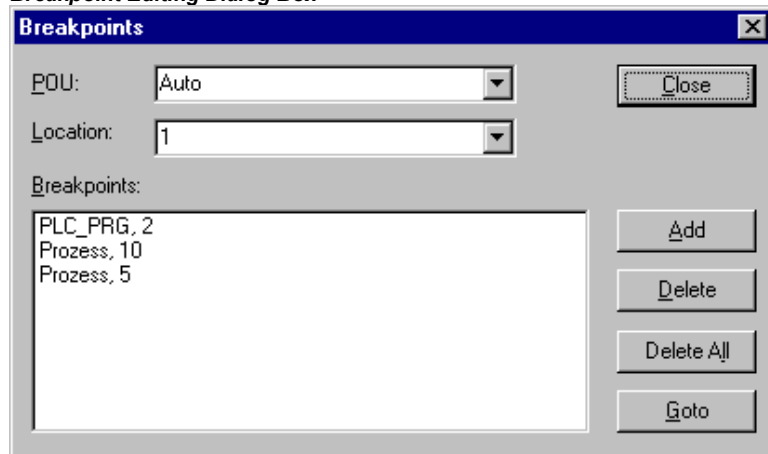 Breakpoint Editing Dialog Box
Breakpoints
POU: Auto Close
Location: 1
Breakpoints:
PLC_PRG, 2 Add
Prozess, 10
Prozess, 5 Delete
Delete All
Goto